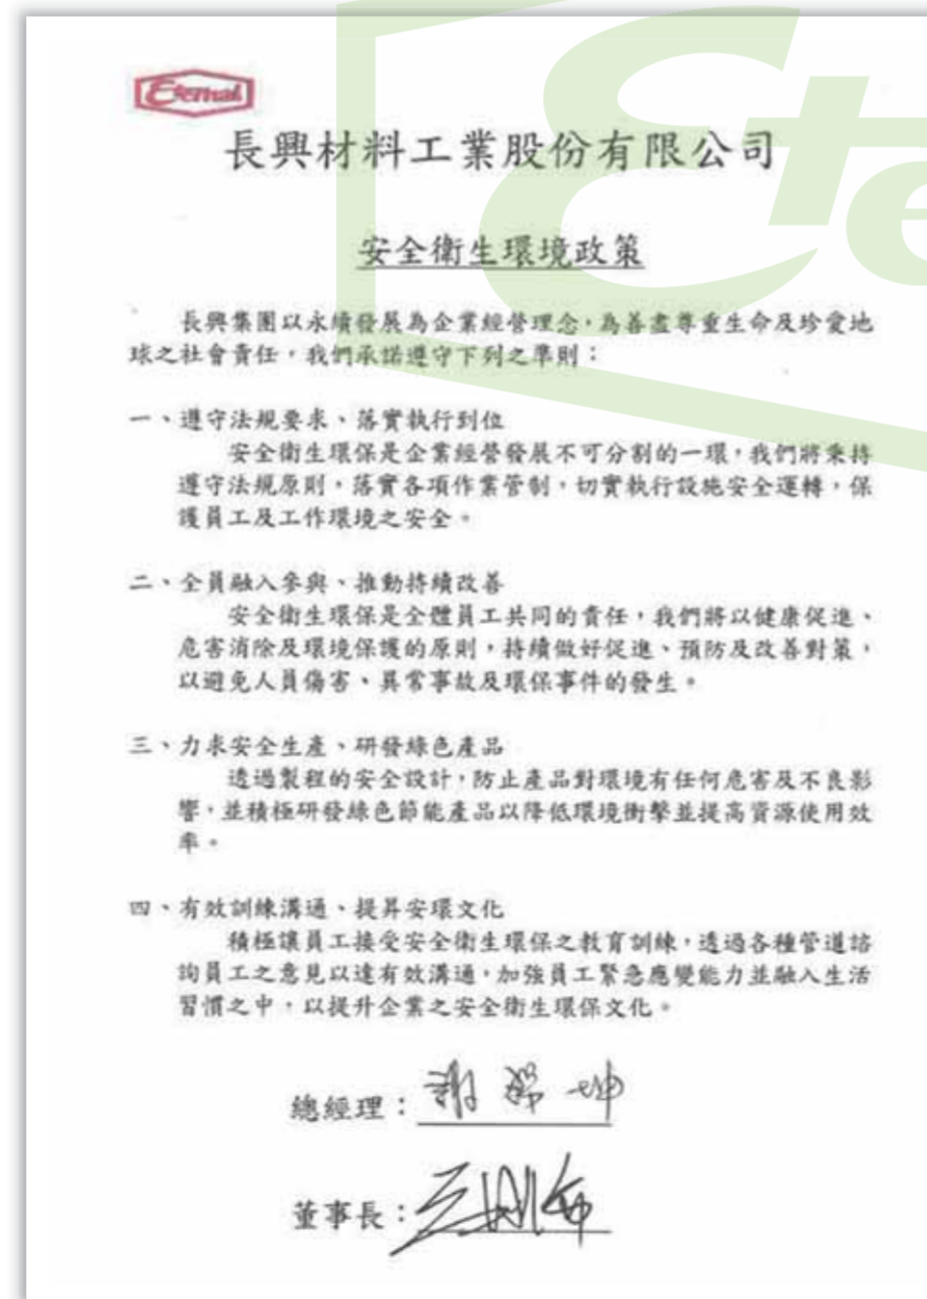 Eternal
長興材料工業股份有限公司
安全衛生環境政策
長興集團以永續發展為企業經營理念，為善盡尊重生命及珍愛地
球之社會責任，我們承諾遵守下列之準則：
一、遵守法規要求、落實執行到位
安全衛生環保是企業經營發展不可分割的一環，我們將秉持
遵守法規原則，落實各項作業管制，切實執行設施安全運轉，保
護員工及工作環境之安全。
二、全員融入參與、推動持續改善
安全衛生環保是全體員工共同的責任，我們將以健康促進、
危害消除及環境保護的原則，持續做好促進、預防及改善對策，
以避免人員傷害、異常事故及環保事件的發生。
三、力求安全生產、研發綠色產品
透過製程的安全設計，防止產品對環境有任何危害及不良影
響，並積極研發綠色節能產品以降低環境衝擊並提高資源使用效
率。
四、有效訓練溝通、提昇安環文化
積極讓員工接受安全衛生環保之教育訓練，透過各種管道諮
詢員工之意見以達有效溝通，加強員工緊急應變能力並融入生活
習慣之中，以提升企業之安全衛生環保文化。
總經理：
董事長：
Ete